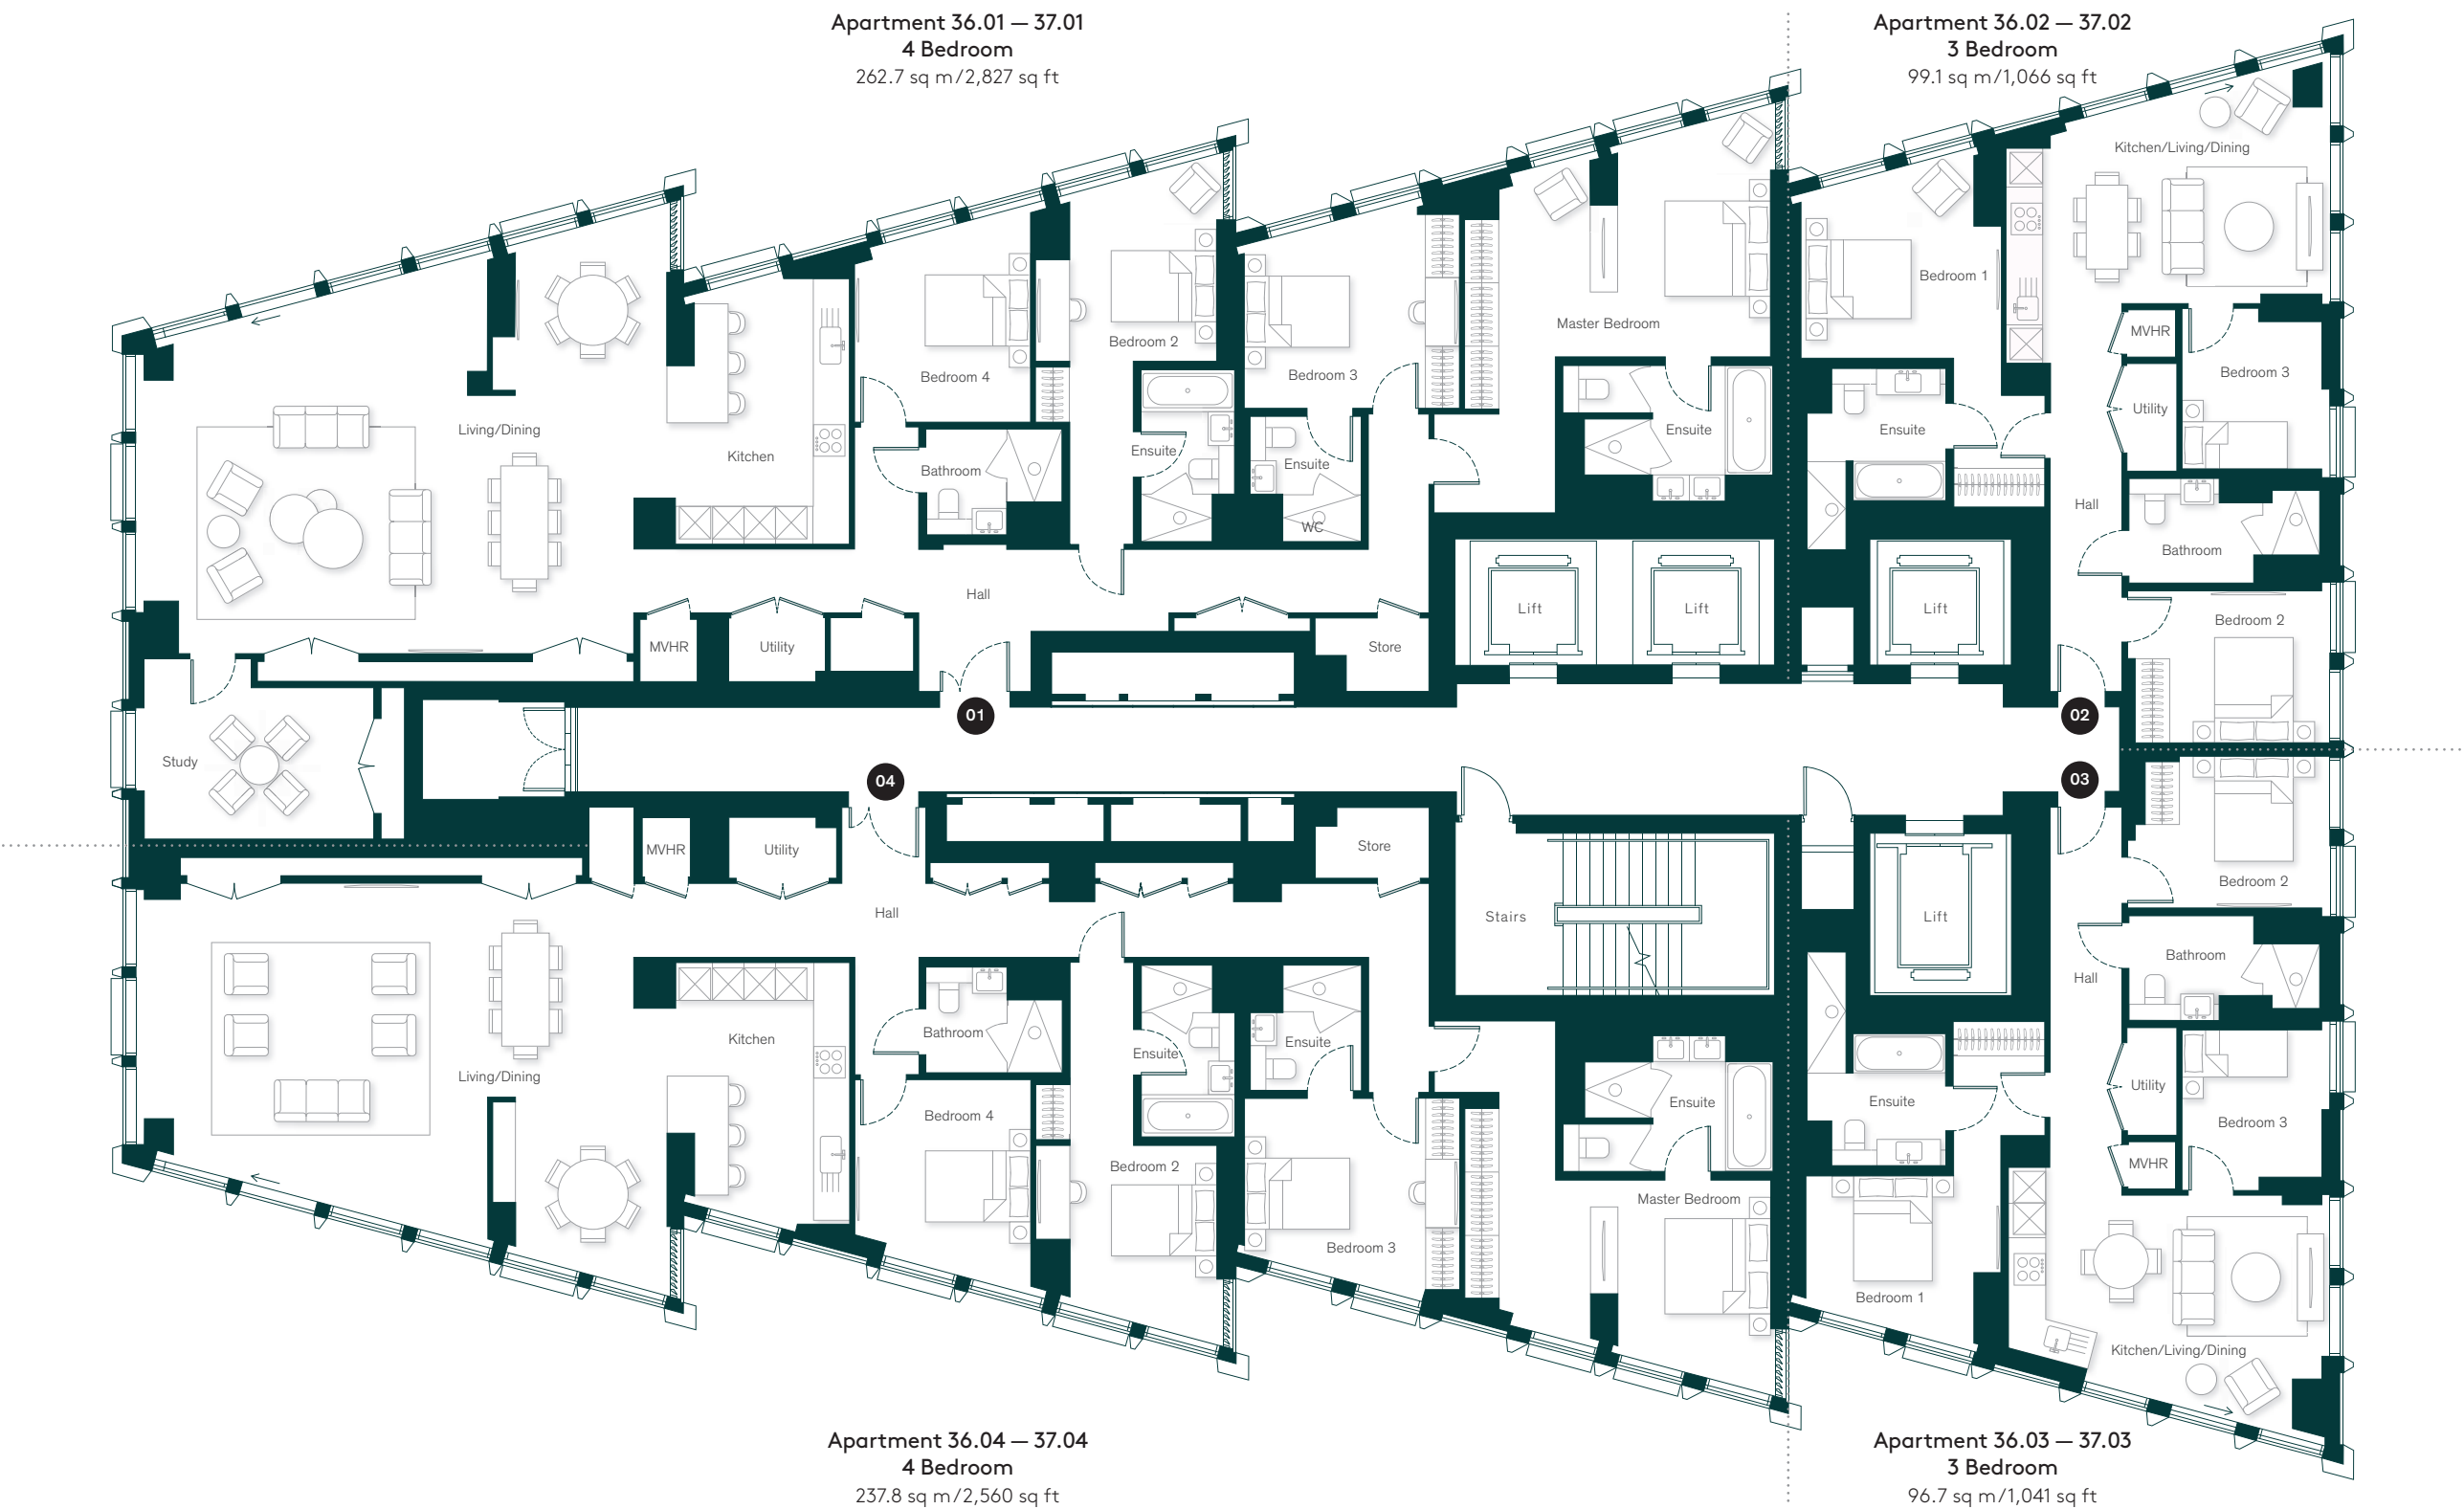 Apartment 36.01 — 37.01
4 Bedroom
262.7 sq m/2,827 sq ft
Apartment 36.02 — 37.02
3 Bedroom
99.1 sq m/1,066 sq ft
Kitchen/Living/Dining
Bedroom 1
MVHR
Master Bedroom
Bedroom 2
Bedroom 3
Bedroom 3
Bedroom 4
Utility
Living/Dining
Ensuite
Ensuite
Kitchen
Ensuite
Ensuite
Bathroom
Hall
WC
Bathroom
Hall
Lift
Lift
Lift
Bedroom 2
MVHR
Utility
Store
01
02
Study
04
03
MVHR
Utility
Store
Bedroom 2
Hall
Stairs
Lift
Bathroom
Hall
Bathroom
Kitchen
Ensuite
Ensuite
Living/Dining
Utility
Ensuite
Ensuite
Bedroom 4
Bedroom 3
Bedroom 2
MVHR
Master Bedroom
Bedroom 3
Bedroom 1
Kitchen/Living/Dining
Apartment 36.04 — 37.04
4 Bedroom
237.8 sq m/2,560 sq ft
Apartment 36.03 — 37.03
3 Bedroom
96.7 sq m/1,041 sq ft